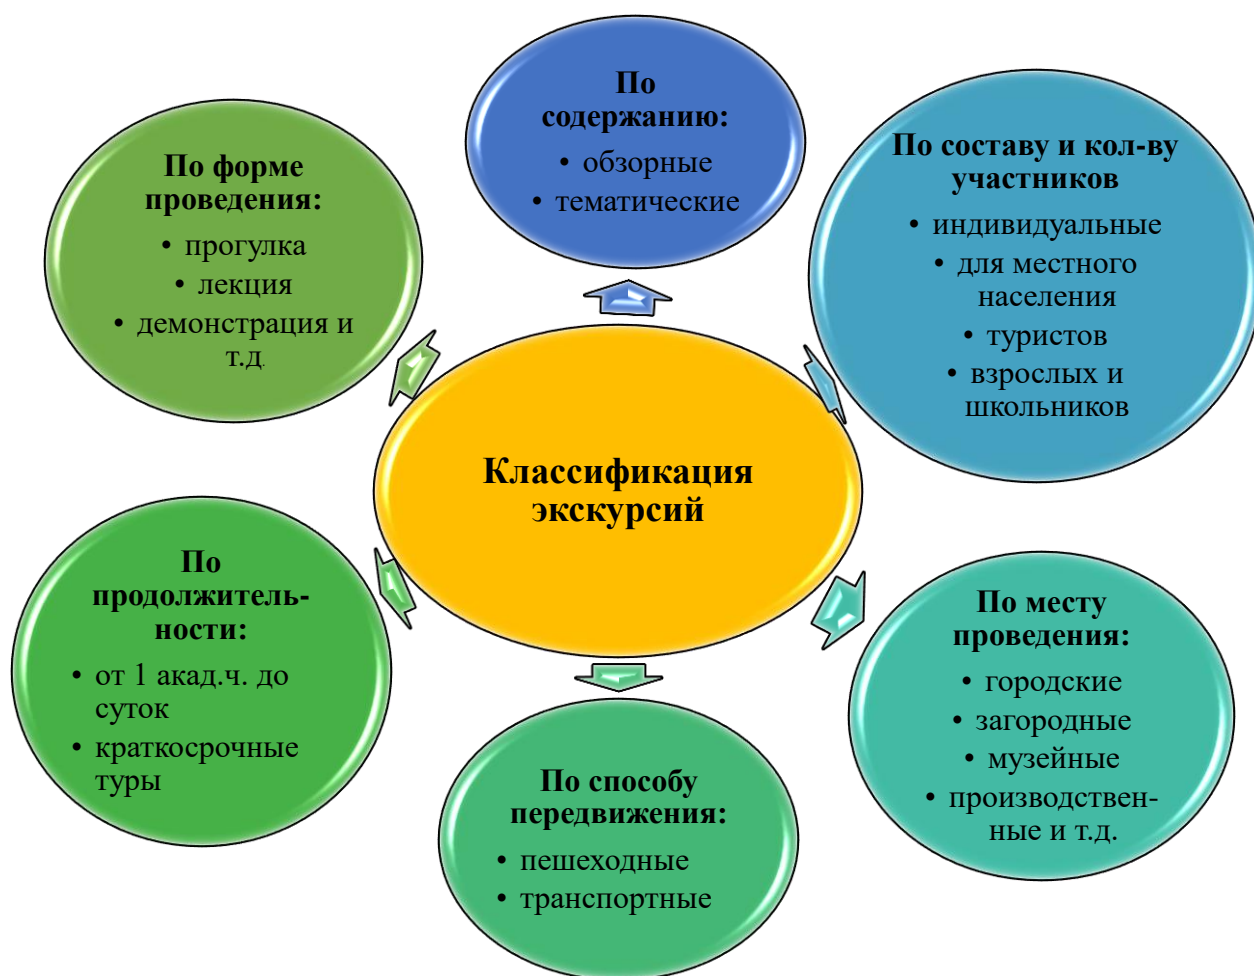 По
содержанию:
• обзорные
• тематические
По составу и кол-ву
участников
• индивидуальные
• для местного
населения
• туристов
• взрослых и
школьников
По месту
проведения:
• городские
• загородные
• музейные
• производствен-
ные и т.д.
По способу
передвижения:
• пешеходные
• транспортные
По
продолжитель-
ности:
• от 1 акад.ч. до
суток
• краткосрочные
туры
По форме
проведения:
• прогулка
• лекция
• демонстрация и
т.д.
Классификация
экскурсий